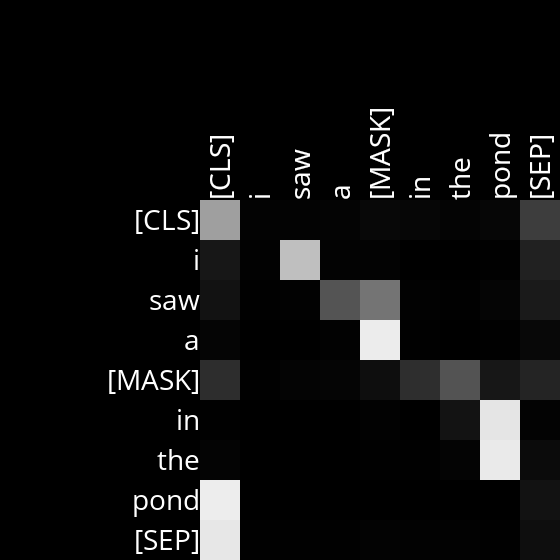 [CLS] i saw a [MASK] in the pond [SEP]
[CLS]
i
saw
a
[MASK]
in
the
pond
[SEP]